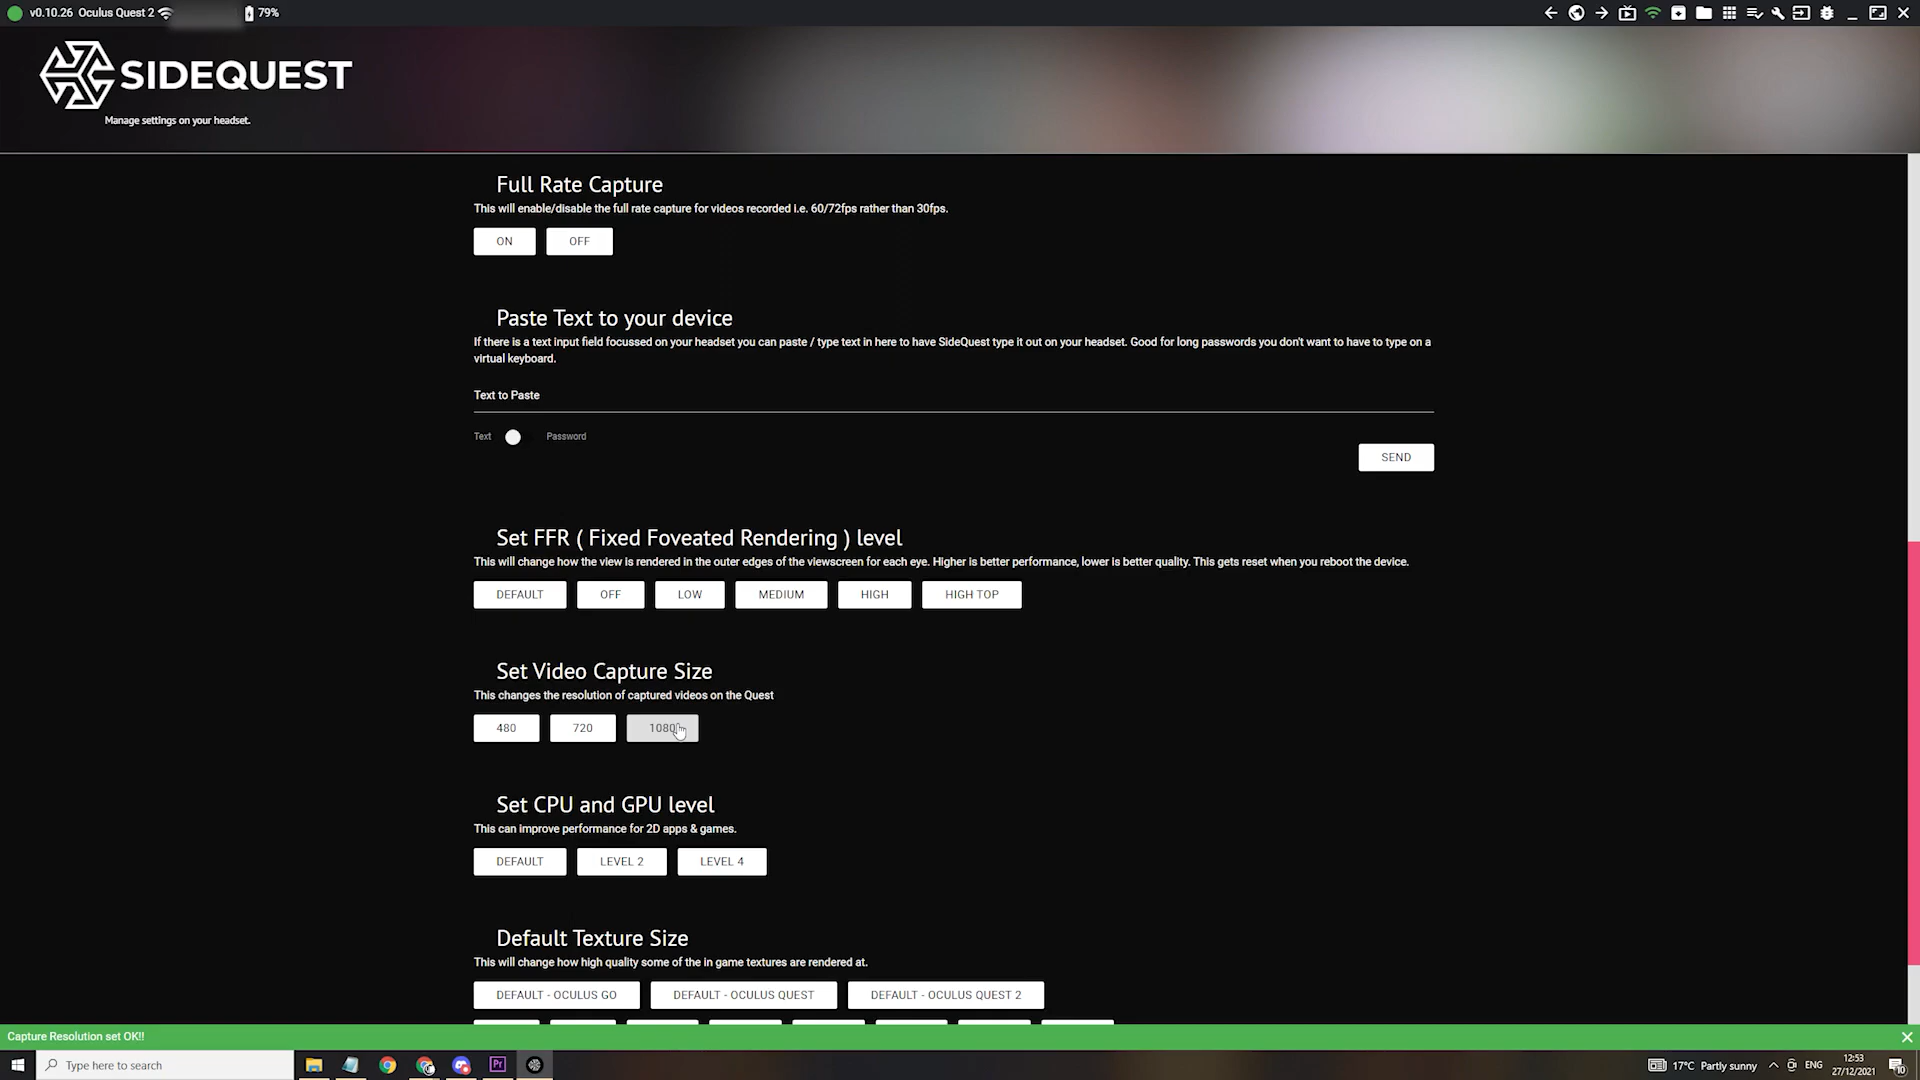 v0.10.26 Oculus Quest 2
79%
SIDEQUEST
Manage settings on your headset.
Full Rate Capture
This will enable/disable the full rate capture for videos recorded i.e. 60/72fps rather than 30fps.
ON OFF
Paste Text to your device
If there is a text input field focussed on your headset you can paste / type text in here to have SideQuest type it out on your headset. Good for long passwords you don't want to have to type on a
virtual keyboard.
Text to Paste
Text Password
SEND
Set FFR ( Fixed Foveated Rendering ) level
This will change how the view is rendered in the outer edges of the viewscreen for each eye. Higher is better performance, lower is better quality. This gets reset when you reboot the device.
DEFAULT OFF LOW MEDIUM HIGH HIGH TOP
Set Video Capture Size
This changes the resolution of captured videos on the Quest
480 720 1080
Set CPU and GPU level
This can improve performance for 2D apps & games.
DEFAULT LEVEL 2 LEVEL 4
Default Texture Size
This will change how high quality some of the in game textures are rendered at.
DEFAULT - OCULUS GO DEFAULT - OCULUS QUEST DEFAULT - OCULUS QUEST 2
Capture Resolution set OK!!
Type here to search
Pr
17°C Partly sunny
ENG
12:53
27/12/2021
10